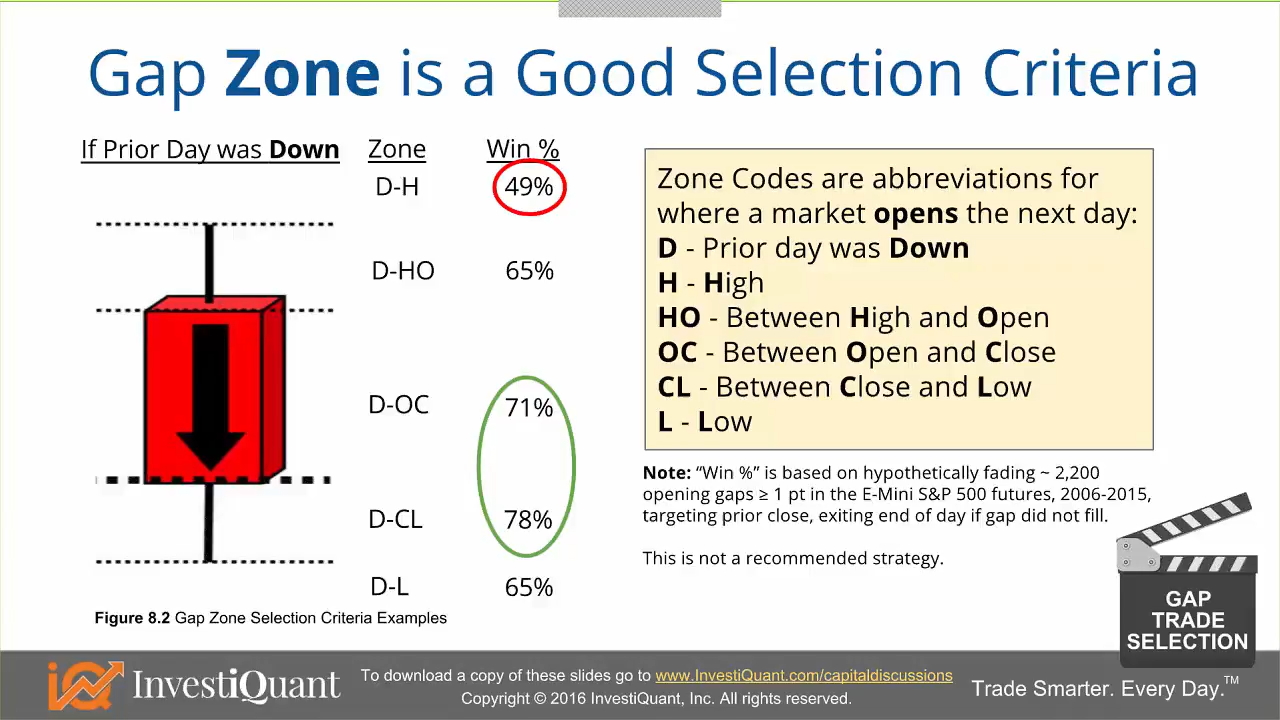 Gap Zone is a Good Selection Criteria
If Prior Day was Down Zone Win %
D-H 49%
D-HO 65%
D-OC 71%
D-CL 78%
D-L 65%
Figure 8.2 Gap Zone Selection Criteria Examples
Zone Codes are abbreviations for
where a market opens the next day:
D - Prior day was Down
H - High
HO - Between High and Open
OC - Between Open and Close
CL - Between Close and Low
L - Low
Note: “Win %” is based on hypothetically fading ~ 2,200
opening gaps ≥ 1 pt in the E-Mini S&P 500 futures, 2006-2015,
targeting prior close, exiting end of day if gap did not fill.
This is not a recommended strategy.
GAP
TRADE
SELECTION
iQ InvestiQuant
To download a copy of these slides go to www.InvestiQuant.com/capitaldiscussions
Copyright © 2016 InvestiQuant, Inc. All rights reserved.
Trade Smarter. Every Day.™